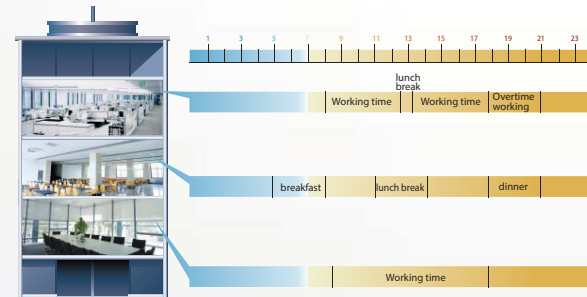 1 3 5 7 9 11 13 15 17 19 21 23
lunch
break
Working time Working time Overtime
working
breakfast lunch break dinner
Working time